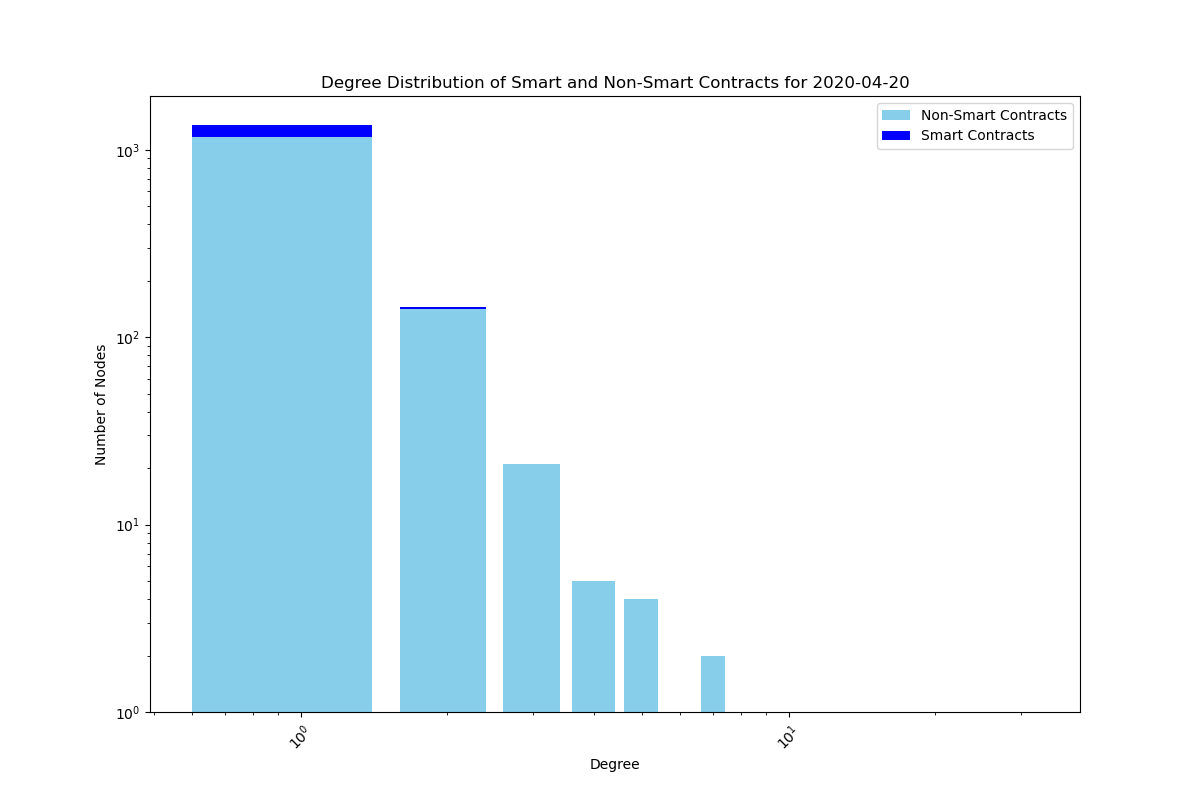 Degree Distribution of Smart and Non-Smart Contracts for 2020-04-20
Non-Smart Contracts
Smart Contracts
Number of Nodes
10³
10²
10¹
10⁰
10⁰
10¹
Degree